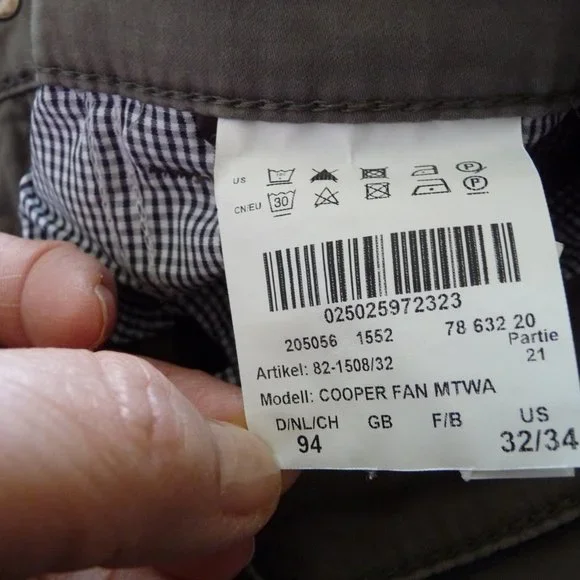 US
CN/EU 30 P
025025972323
205056 1552 78 632 20
Partie
Artikel: 82-1508/32 21
Modell: COOPER FAN MTWA
D/NL/CH GB F/B US
94 32/34